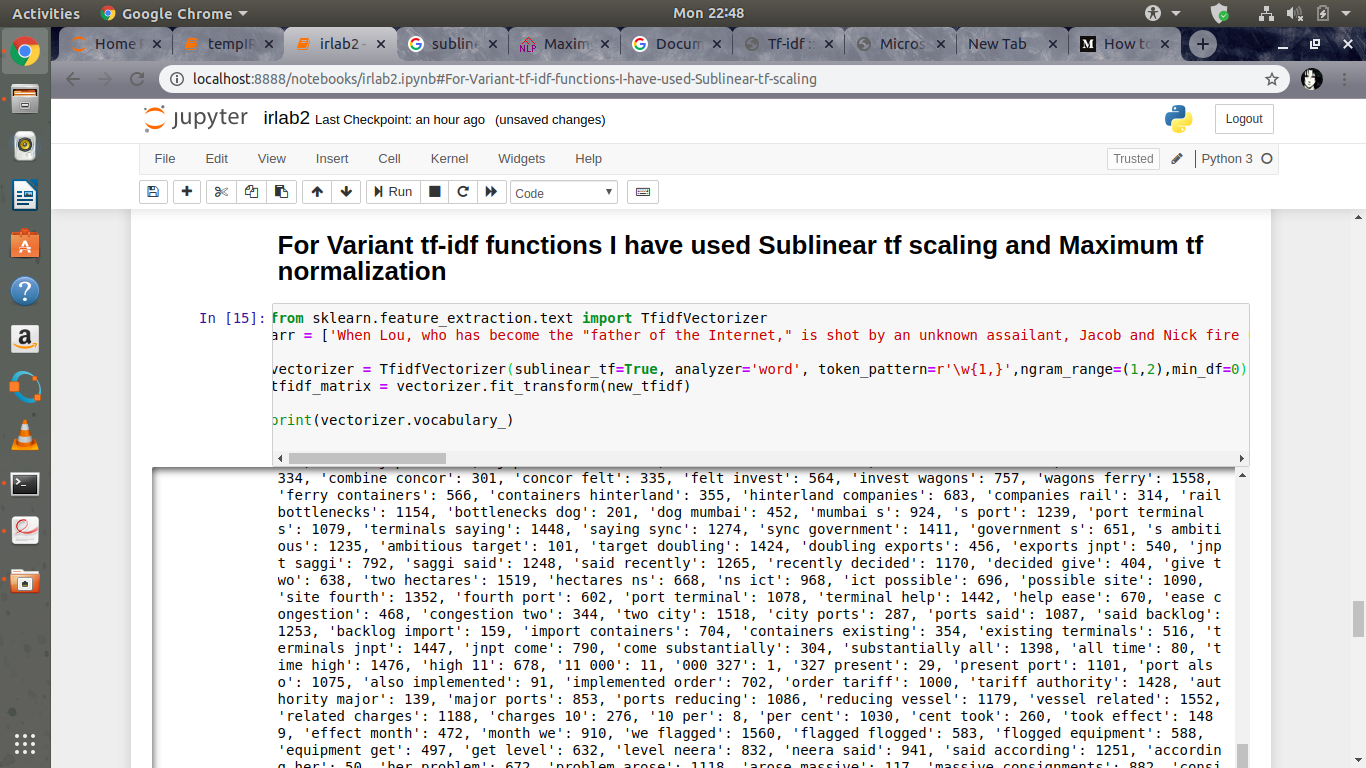 Activities Google Chrome Mon 22:48
Home tempIR irlab2 - sublin Maxim Docum Tf-idf :: Micros New Tab How to
localhost:8888/notebooks/irlab2.ipynb#For-Variant-tf-idf-functions-I-have-used-Sublinear-tf-scaling
jupyter irlab2 Last Checkpoint: an hour ago (unsaved changes) Logout
File Edit View Insert Cell Kernel Widgets Help Trusted Python 3
Run Code
For Variant tf-idf functions I have used Sublinear tf scaling and Maximum tf
normalization
In [15]: from sklearn.feature_extraction.text import TfidfVectorizer
arr = ['When Lou, who has become the "father of the Internet," is shot by an unknown assailant, Jacob and Nick fire
vectorizer = TfidfVectorizer(sublinear_tf=True, analyzer='word', token_pattern=r'\w{1,}',ngram_range=(1,2),min_df=0)
tfidf_matrix = vectorizer.fit_transform(new_tfidf)
print(vectorizer.vocabulary_)
334, 'combine concor': 301, 'concor felt': 335, 'felt invest': 564, 'invest wagons': 757, 'wagons ferry': 1558,
'ferry containers': 566, 'containers hinterland': 355, 'hinterland companies': 683, 'companies rail': 314, 'rail
bottlenecks': 1154, 'bottlenecks dog': 201, 'dog mumbai': 452, 'mumbai s': 924, 's port': 1239, 'port terminal
s': 1079, 'terminals saying': 1448, 'saying sync': 1274, 'sync government': 1411, 'government s': 651, 's ambiti
ous': 1235, 'ambitious target': 101, 'target doubling': 1424, 'doubling exports': 456, 'exports jnpt': 540, 'jnp
t saggi': 792, 'saggi said': 1248, 'said recently': 1265, 'recently decided': 1170, 'decided give': 404, 'give t
wo': 638, 'two hectares': 1519, 'hectares ns': 668, 'ns ict': 968, 'ict possible': 696, 'possible site': 1090,
'site fourth': 1352, 'fourth port': 602, 'port terminal': 1078, 'terminal help': 1442, 'help ease': 670, 'ease c
ongestion': 468, 'congestion two': 344, 'two city': 1518, 'city ports': 287, 'ports said': 1087, 'said backlog':
1253, 'backlog import': 159, 'import containers': 704, 'containers existing': 354, 'existing terminals': 516, 't
erminals jnpt': 1447, 'jnpt come': 790, 'come substantially': 304, 'substantially all': 1398, 'all time': 80, 't
ime high': 1476, 'high 11': 678, '11 000': 11, '000 327': 1, '327 present': 29, 'present port': 1101, 'port als
o': 1075, 'also implemented': 91, 'implemented order': 702, 'order tariff': 1000, 'tariff authority': 1428, 'aut
hority major': 139, 'major ports': 853, 'ports reducing': 1086, 'reducing vessel': 1179, 'vessel related': 1552,
'related charges': 1188, 'charges 10': 276, '10 per': 8, 'per cent': 1030, 'cent took': 260, 'took effect': 148
9, 'effect month': 472, 'month we': 910, 'we flagged': 1560, 'flagged flogged': 583, 'flogged equipment': 588,
'equipment get': 497, 'get level': 632, 'level neera': 832, 'neera said': 941, 'said according': 1251, 'accordin
g her': 50, 'her problem': 672, 'problem arose': 1118, 'arose massive': 117, 'massive consignments': 882, 'consi